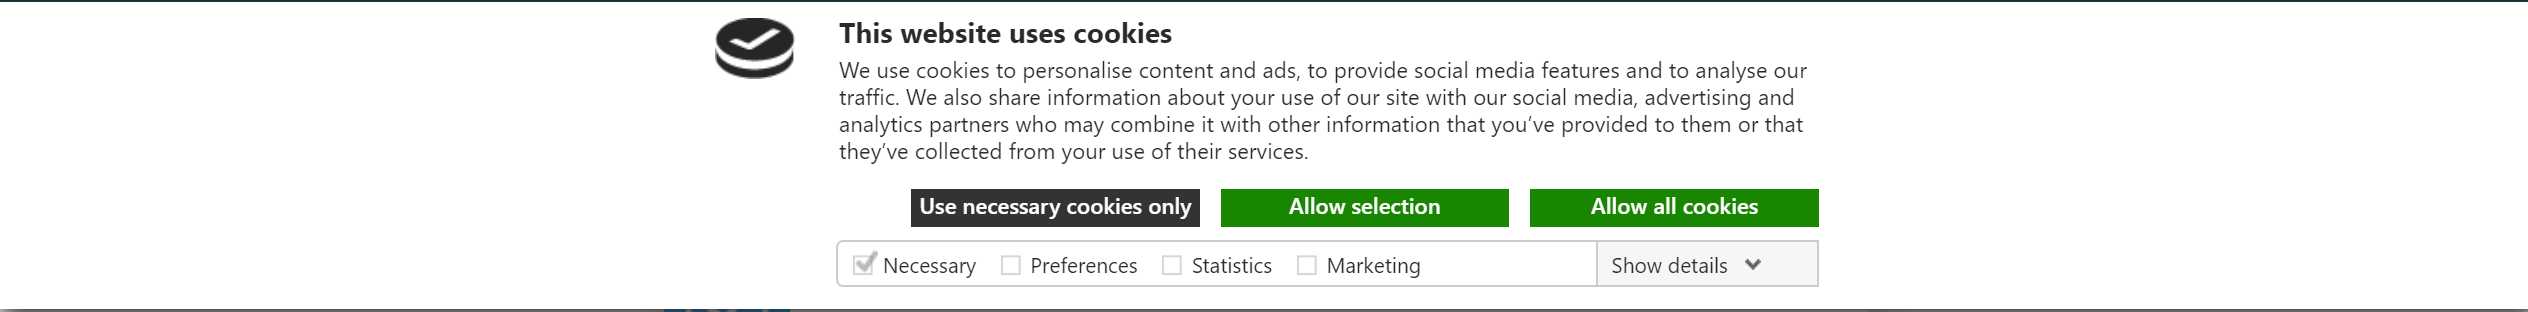 This website uses cookies
We use cookies to personalise content and ads, to provide social media features and to analyse our
traffic. We also share information about your use of our site with our social media, advertising and
analytics partners who may combine it with other information that you’ve provided to them or that
they’ve collected from your use of their services.
Use necessary cookies only Allow selection Allow all cookies
Necessary Preferences Statistics Marketing Show details